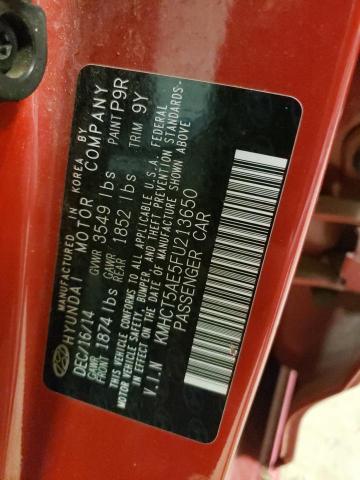 MANUFACTURED IN KOREA BY
HYUNDAI MOTOR COMPANY
DEC/16/14 GVWR 3549 lbs PAINT P9R
GAWR FRONT 1874 lbs GAWR REAR 1852 lbs TRIM 9Y
THIS VEHICLE CONFORMS TO ALL APPLICABLE U.S.A. FEDERAL
MOTOR VEHICLE SAFETY, BUMPER, AND THEFT PREVENTION STANDARDS
IN EFFECT ON THE DATE OF MANUFACTURE SHOWN ABOVE.
V.I.N KMHCT5AE5FU213650
PASSENGER CAR